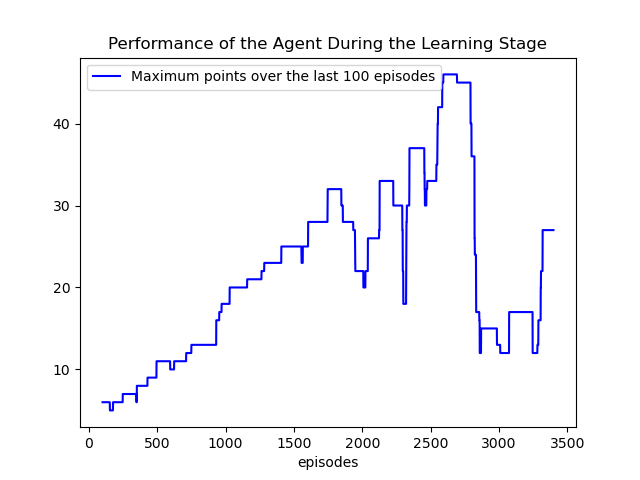 Performance of the Agent During the Learning Stage
Maximum points over the last 100 episodes
40
30
20
10
0 500 1000 1500 2000 2500 3000 3500
episodes